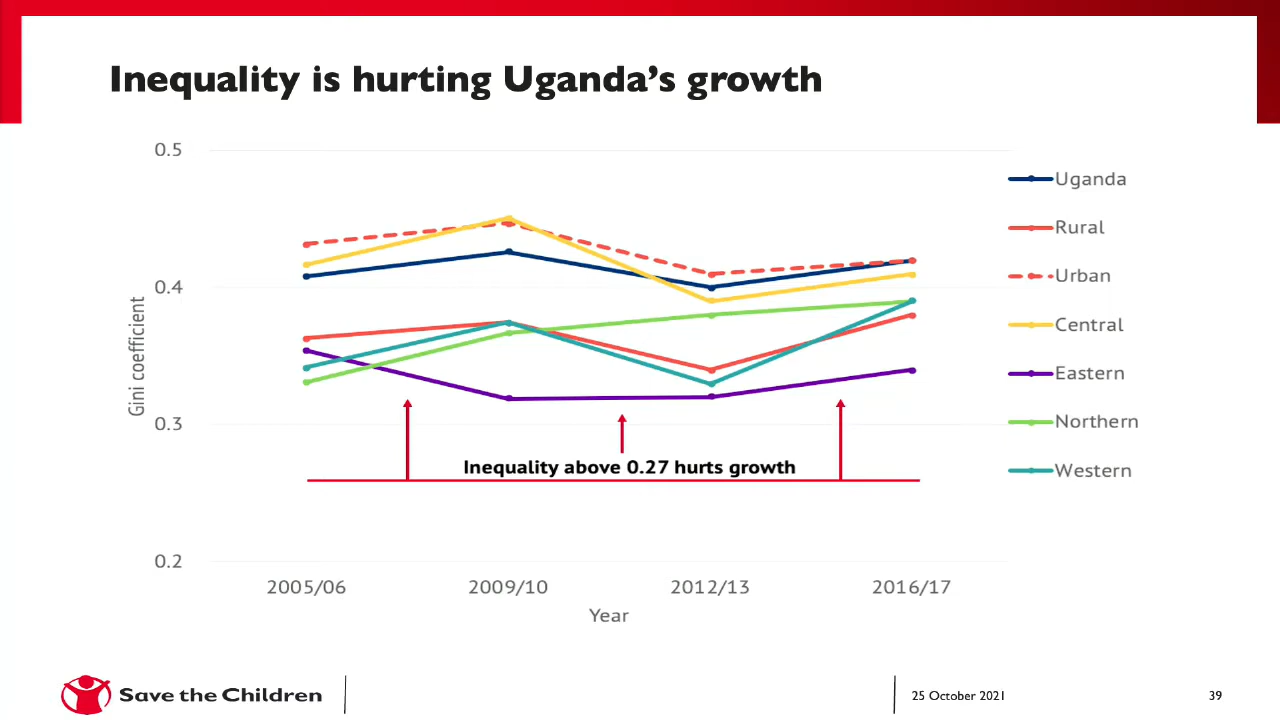 Inequality is hurting Uganda’s growth
0.5
0.4
0.3
0.2
Gini coefficient
Inequality above 0.27 hurts growth
2005/06
2009/10
2012/13
2016/17
Year
Uganda
Rural
Urban
Central
Eastern
Northern
Western
Save the Children
25 October 2021
39